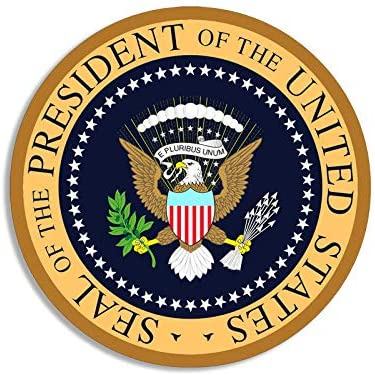 SEAL OF THE PRESIDENT OF THE UNITED STATES
E PLURIBUS UNUM